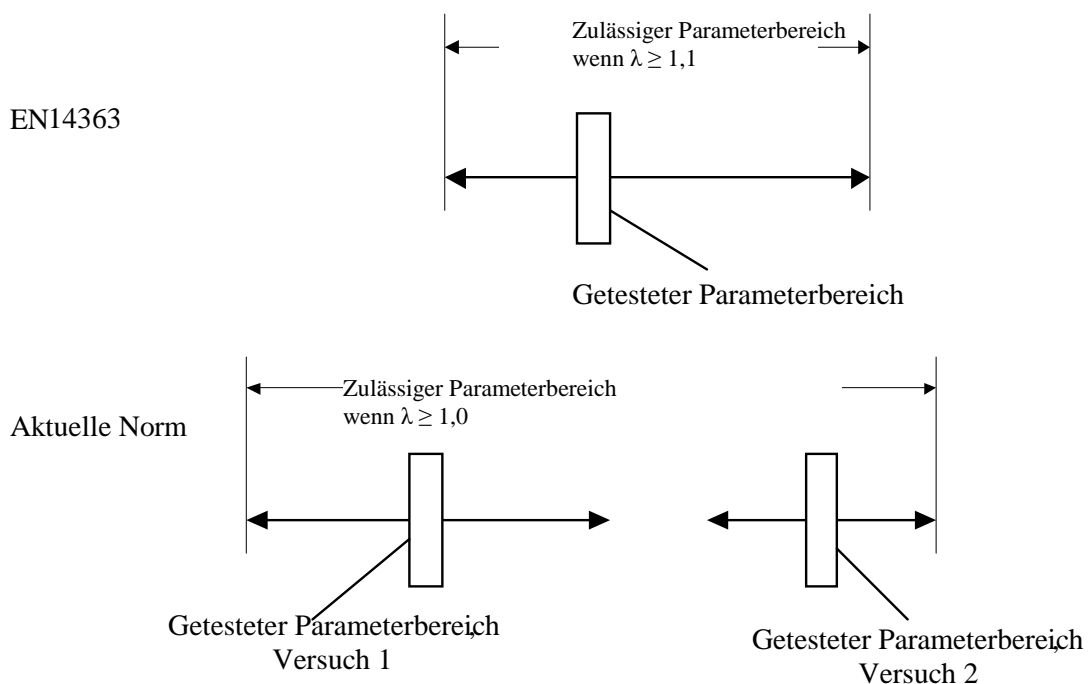 Zulässiger Parameterbereich
wenn λ ≥ 1,1
EN14363
Getesteter Parameterbereich
Zulässiger Parameterbereich
wenn λ ≥ 1,0
Aktuelle Norm
Getesteter Parameterbereich,
Versuch 1
Getesteter Parameterbereich,
Versuch 2